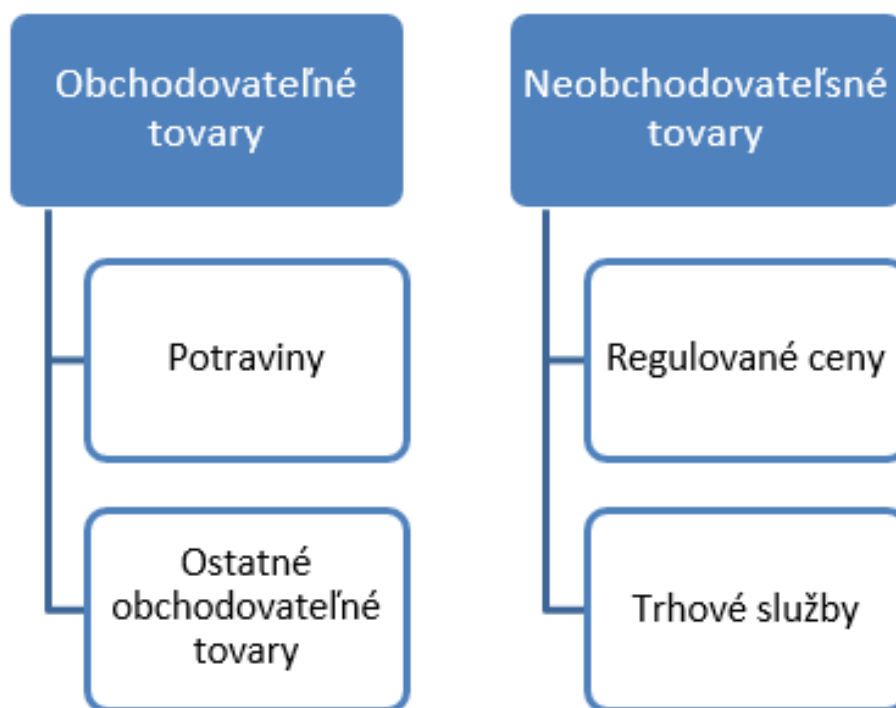 Obchodovateľné
tovary
Potraviny
Ostatné
obchodovateľné
tovary
Neobchodovateľsné
tovary
Regulované ceny
Trhové služby